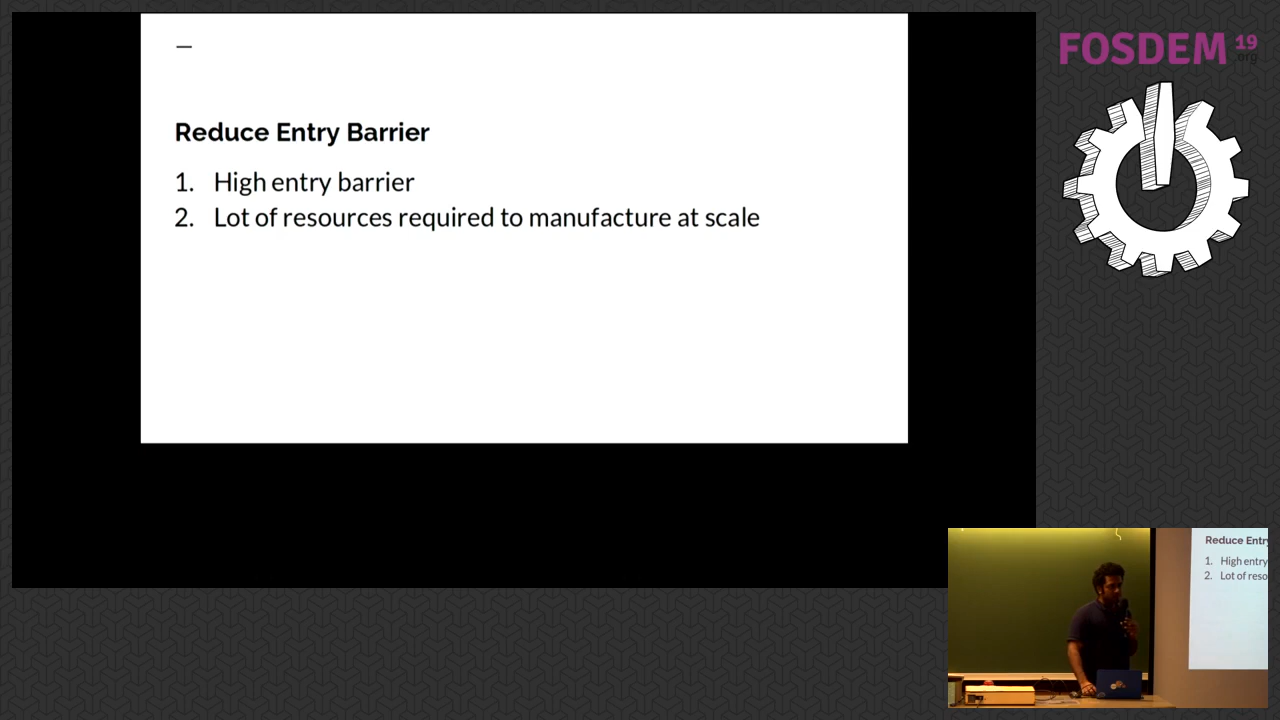 FOSDEM 19
.org
Reduce Entry Barrier
1. High entry barrier
2. Lot of resources required to manufacture at scale
Reduce Entry
1. High entry
2. Lot of reso